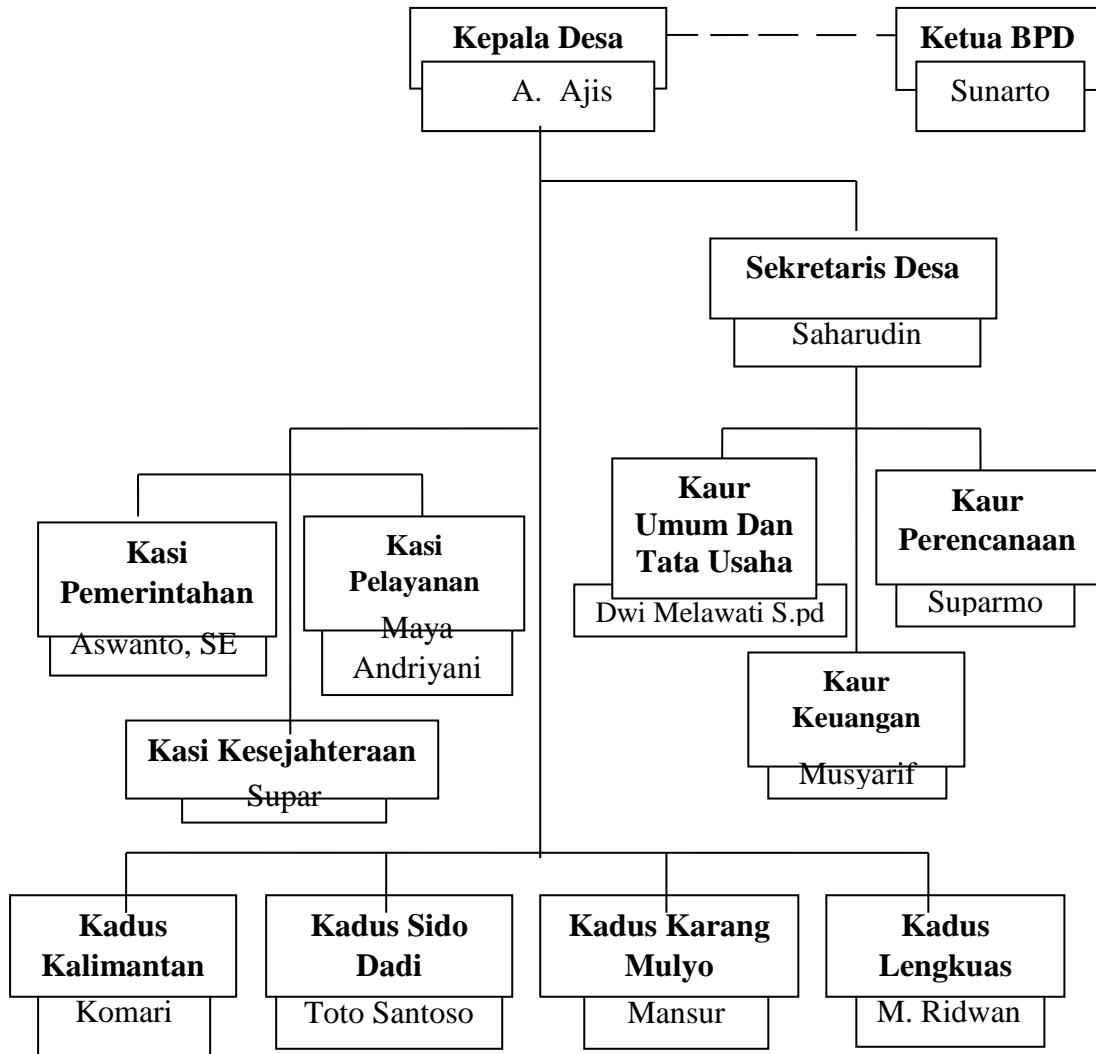 Kepala Desa
A. Ajis
Ketua BPD
Sunarto
Sekretaris Desa
Saharudin
Kasi
Pemerintahan
Aswanto, SE
Kasi
Pelayanan
Maya
Andriyani
Kasi Kesejahteraan
Supar
Kaur
Umum Dan
Tata Usaha
Dwi Melawati S.pd
Kaur
Perencanaan
Suparmo
Kaur
Keuangan
Musyarif
Kadus
Kalimantan
Komari
Kadus Sido
Dadi
Toto Santoso
Kadus Karang
Mulyo
Mansur
Kadus
Lengkuas
M. Ridwan